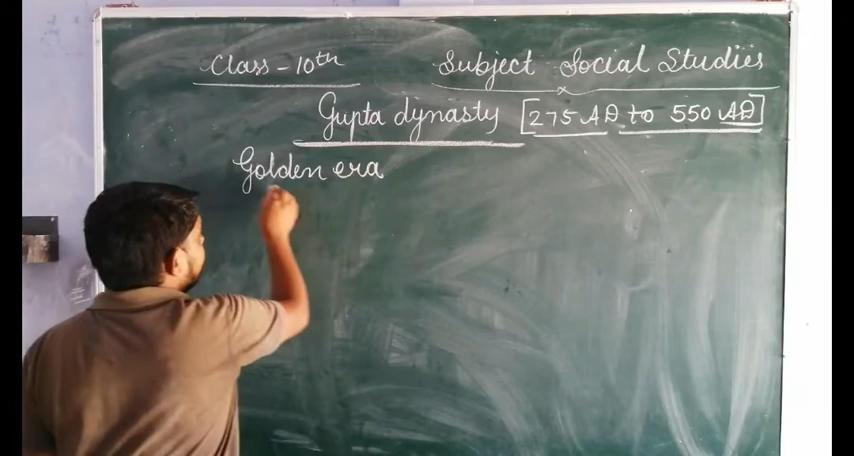 Class - 10th Subject Social Studies
Gupta dynasty [275 AD to 550 AD]
Golden era